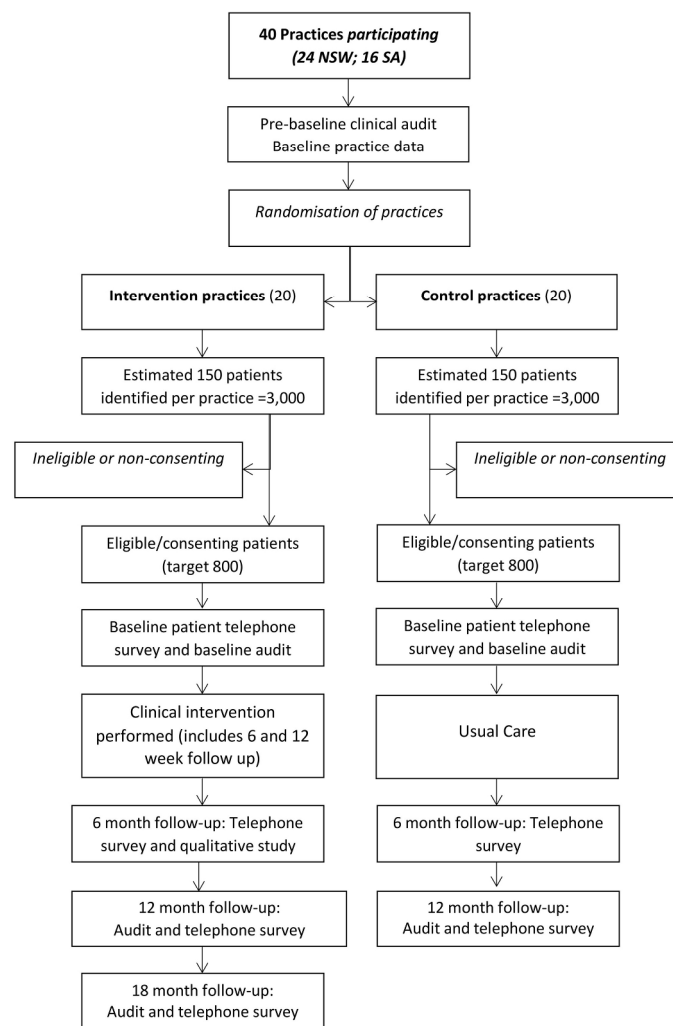 40 Practices participating
(24 NSW; 16 SA)
Pre-baseline clinical audit
Baseline practice data
Randomisation of practices
Intervention practices (20)
Control practices (20)
Estimated 150 patients
identified per practice =3,000
Estimated 150 patients
identified per practice =3,000
Ineligible or non-consenting
Ineligible or non-consenting
Eligible/consenting patients
(target 800)
Eligible/consenting patients
(target 800)
Baseline patient telephone
survey and baseline audit
Baseline patient telephone
survey and baseline audit
Clinical intervention
performed (includes 6 and 12
week follow up)
Usual Care
6 month follow-up: Telephone
survey and qualitative study
6 month follow-up: Telephone
survey
12 month follow-up:
Audit and telephone survey
12 month follow-up:
Audit and telephone survey
18 month follow-up:
Audit and telephone survey